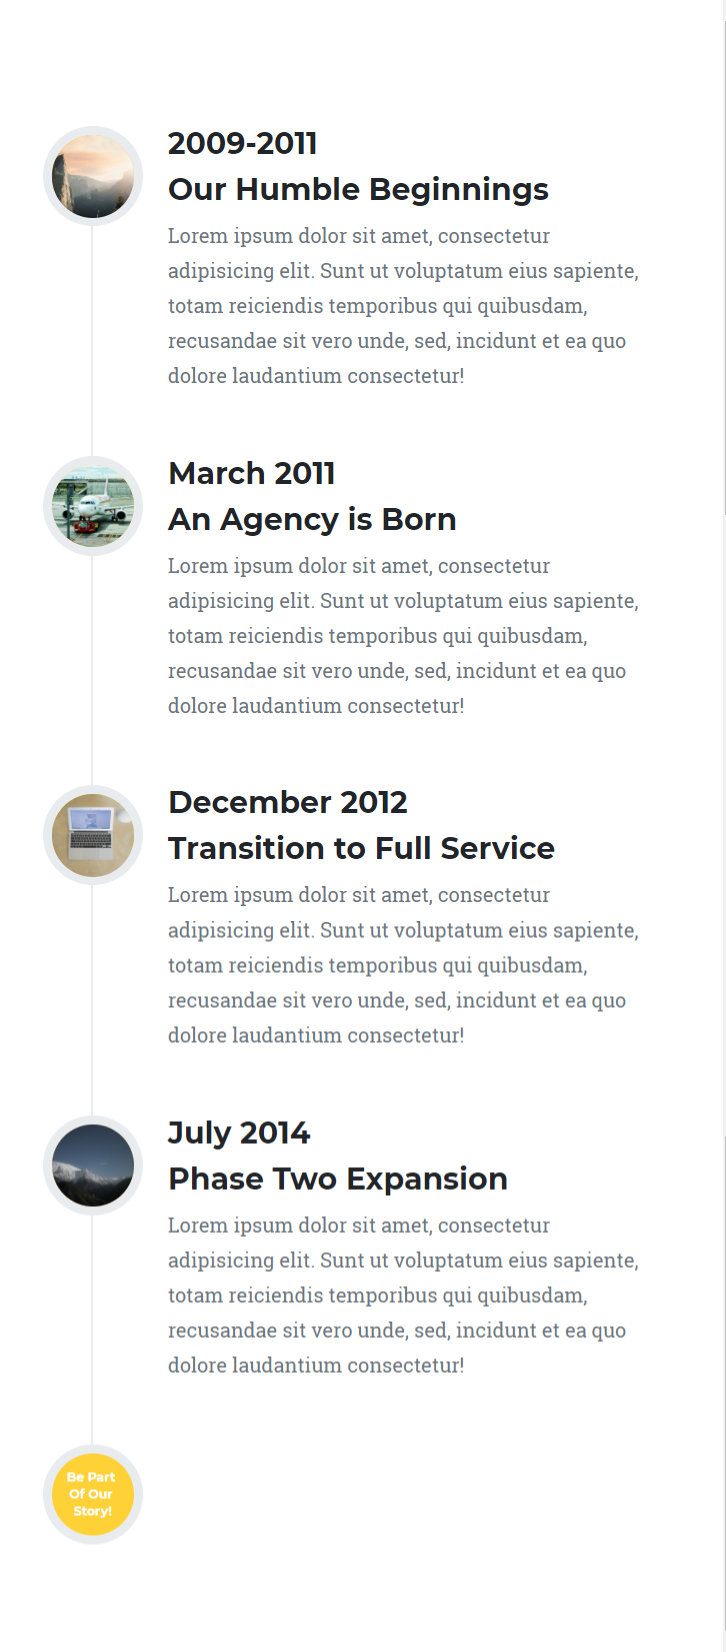 2009-2011
Our Humble Beginnings
Lorem ipsum dolor sit amet, consectetur
adipisicing elit. Sunt ut voluptatum eius sapiente,
totam reiciendis temporibus qui quibusdam,
recusandae sit vero unde, sed, incidunt et ea quo
dolore laudantium consectetur!
March 2011
An Agency is Born
Lorem ipsum dolor sit amet, consectetur
adipisicing elit. Sunt ut voluptatum eius sapiente,
totam reiciendis temporibus qui quibusdam,
recusandae sit vero unde, sed, incidunt et ea quo
dolore laudantium consectetur!
December 2012
Transition to Full Service
Lorem ipsum dolor sit amet, consectetur
adipisicing elit. Sunt ut voluptatum eius sapiente,
totam reiciendis temporibus qui quibusdam,
recusandae sit vero unde, sed, incidunt et ea quo
dolore laudantium consectetur!
July 2014
Phase Two Expansion
Lorem ipsum dolor sit amet, consectetur
adipisicing elit. Sunt ut voluptatum eius sapiente,
totam reiciendis temporibus qui quibusdam,
recusandae sit vero unde, sed, incidunt et ea quo
dolore laudantium consectetur!
Be Part
Of Our
Story!